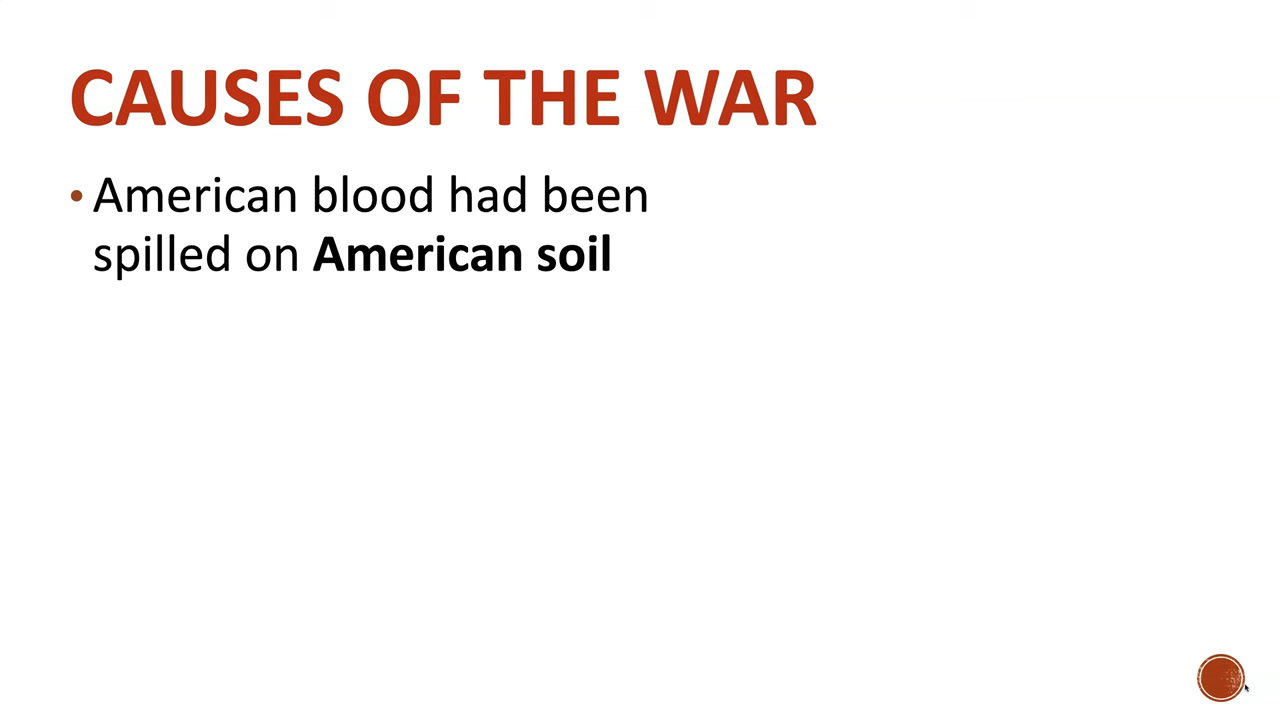 CAUSES OF THE WAR
• American blood had been
spilled on American soil